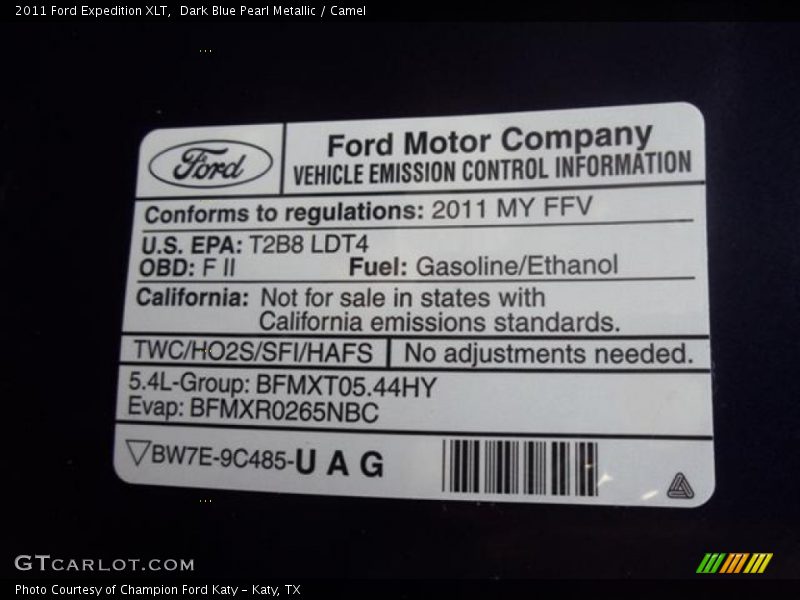 2011 Ford Expedition XLT,  Dark Blue Pearl Metallic / Camel
Ford
Ford Motor Company
VEHICLE EMISSION CONTROL INFORMATION
Conforms to regulations: 2011 MY FFV
U.S. EPA: T2B8 LDT4
OBD: F II Fuel: Gasoline/Ethanol
California: Not for sale in states with
California emissions standards.
TWC/HO2S/SFI/HAFS No adjustments needed.
5.4L-Group: BFMXT05.44HY
Evap: BFMXR0265NBC
BW7E-9C485-U A G
GTCARLOT.COM
Photo Courtesy of Champion Ford Katy – Katy, TX